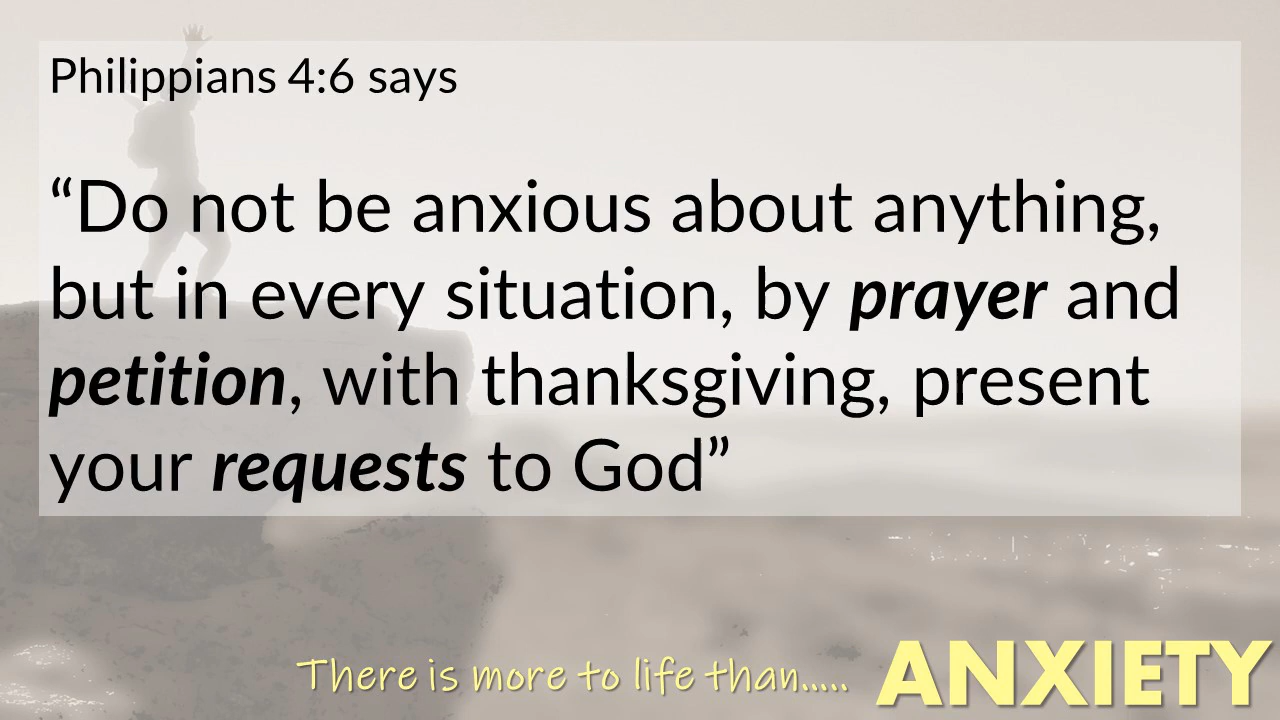 Philippians 4:6 says
“Do not be anxious about anything,
but in every situation, by prayer and
petition, with thanksgiving, present
your requests to God”
There is more to life than..... ANXIETY